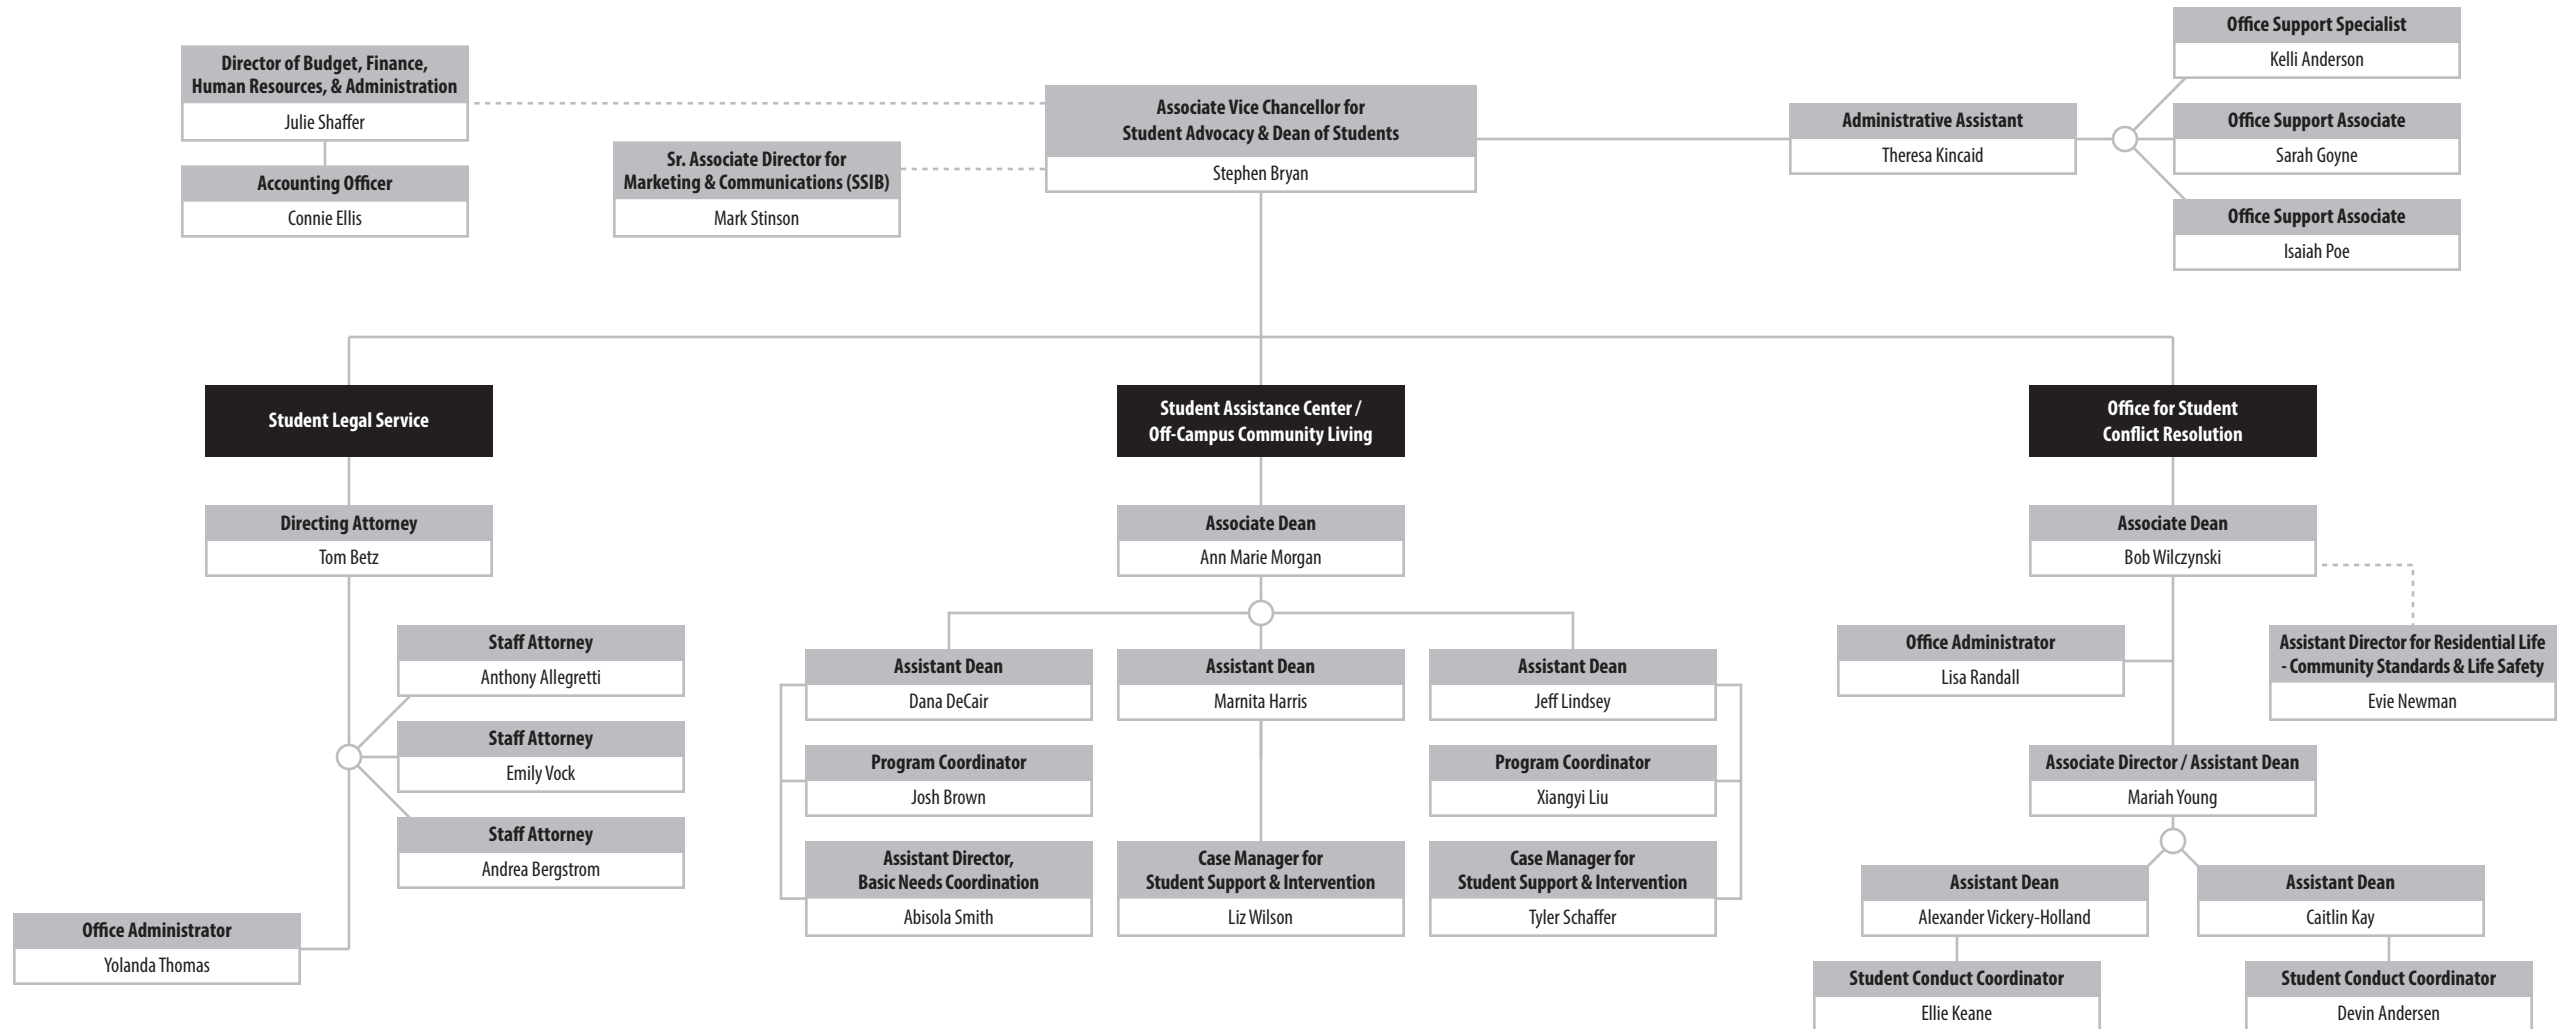 Director of Budget, Finance,
Human Resources, & Administration
Julie Shaffer
Accounting Officer
Connie Ellis
Sr. Associate Director for
Marketing & Communications (SSIB)
Mark Stinson
Associate Vice Chancellor for
Student Advocacy & Dean of Students
Stephen Bryan
Administrative Assistant
Theresa Kincaid
Office Support Specialist
Kelli Anderson
Office Support Associate
Sarah Goyne
Office Support Associate
Isaiah Poe
Student Legal Service
Directing Attorney
Tom Betz
Staff Attorney
Anthony Allegretti
Staff Attorney
Emily Vock
Staff Attorney
Andrea Bergstrom
Office Administrator
Yolanda Thomas
Student Assistance Center /
Off-Campus Community Living
Associate Dean
Ann Marie Morgan
Assistant Dean
Dana DeCair
Program Coordinator
Josh Brown
Assistant Director,
Basic Needs Coordination
Abisola Smith
Assistant Dean
Marnita Harris
Case Manager for
Student Support & Intervention
Liz Wilson
Assistant Dean
Jeff Lindsey
Program Coordinator
Xiangyi Liu
Case Manager for
Student Support & Intervention
Tyler Schaffer
Office for Student
Conflict Resolution
Associate Dean
Bob Wilczynski
Office Administrator
Lisa Randall
Assistant Director for Residential Life
- Community Standards & Life Safety
Evie Newman
Associate Director / Assistant Dean
Mariah Young
Assistant Dean
Alexander Vickery-Holland
Student Conduct Coordinator
Ellie Keane
Assistant Dean
Caitlin Kay
Student Conduct Coordinator
Devin Andersen